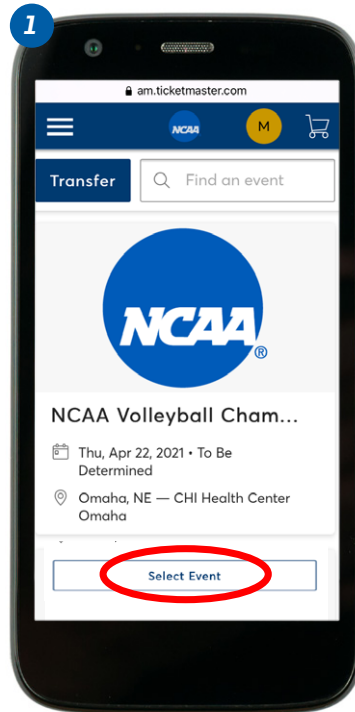 1
am.ticketmaster.com
NCAA
M
Transfer
Find an event
NCAA®
NCAA Volleyball Cham...
Thu, Apr 22, 2021 • To Be
Determined
Omaha, NE — CHI Health Center
Omaha
Select Event